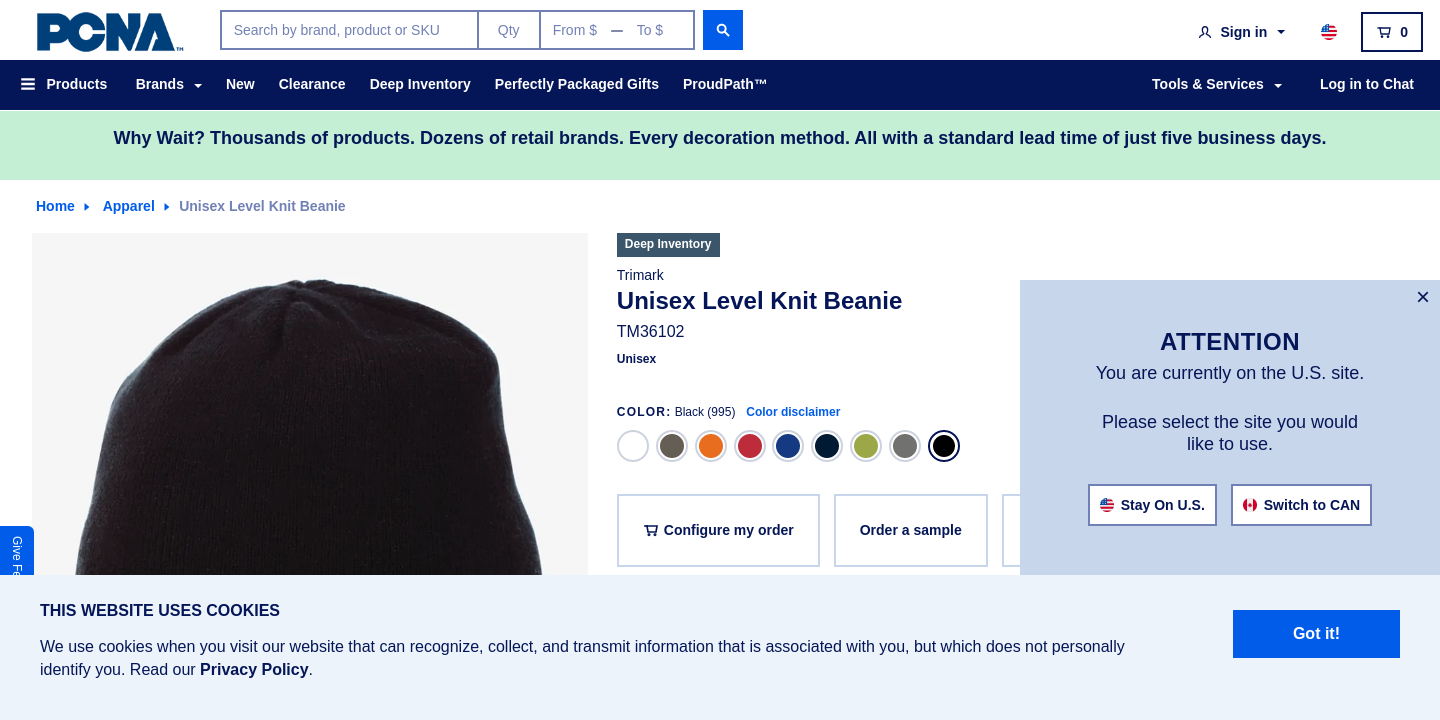 PCNA™
Search by brand, product or SKU
Qty
From $ — To $
Sign in
0
Products
Brands
New
Clearance
Deep Inventory
Perfectly Packaged Gifts
ProudPath™
Tools & Services
Log in to Chat
Why Wait? Thousands of products. Dozens of retail brands. Every decoration method. All with a standard lead time of just five business days.
Home
Apparel
Unisex Level Knit Beanie
Deep Inventory
Trimark
Unisex Level Knit Beanie
TM36102
Unisex
COLOR: Black (995) Color disclaimer
Configure my order
Order a sample
×
ATTENTION
You are currently on the U.S. site.
Please select the site you would
like to use.
Stay On U.S.
Switch to CAN
Give
THIS WEBSITE USES COOKIES
We use cookies when you visit our website that can recognize, collect, and transmit information that is associated with you, but which does not personally
identify you. Read our Privacy Policy.
Got it!